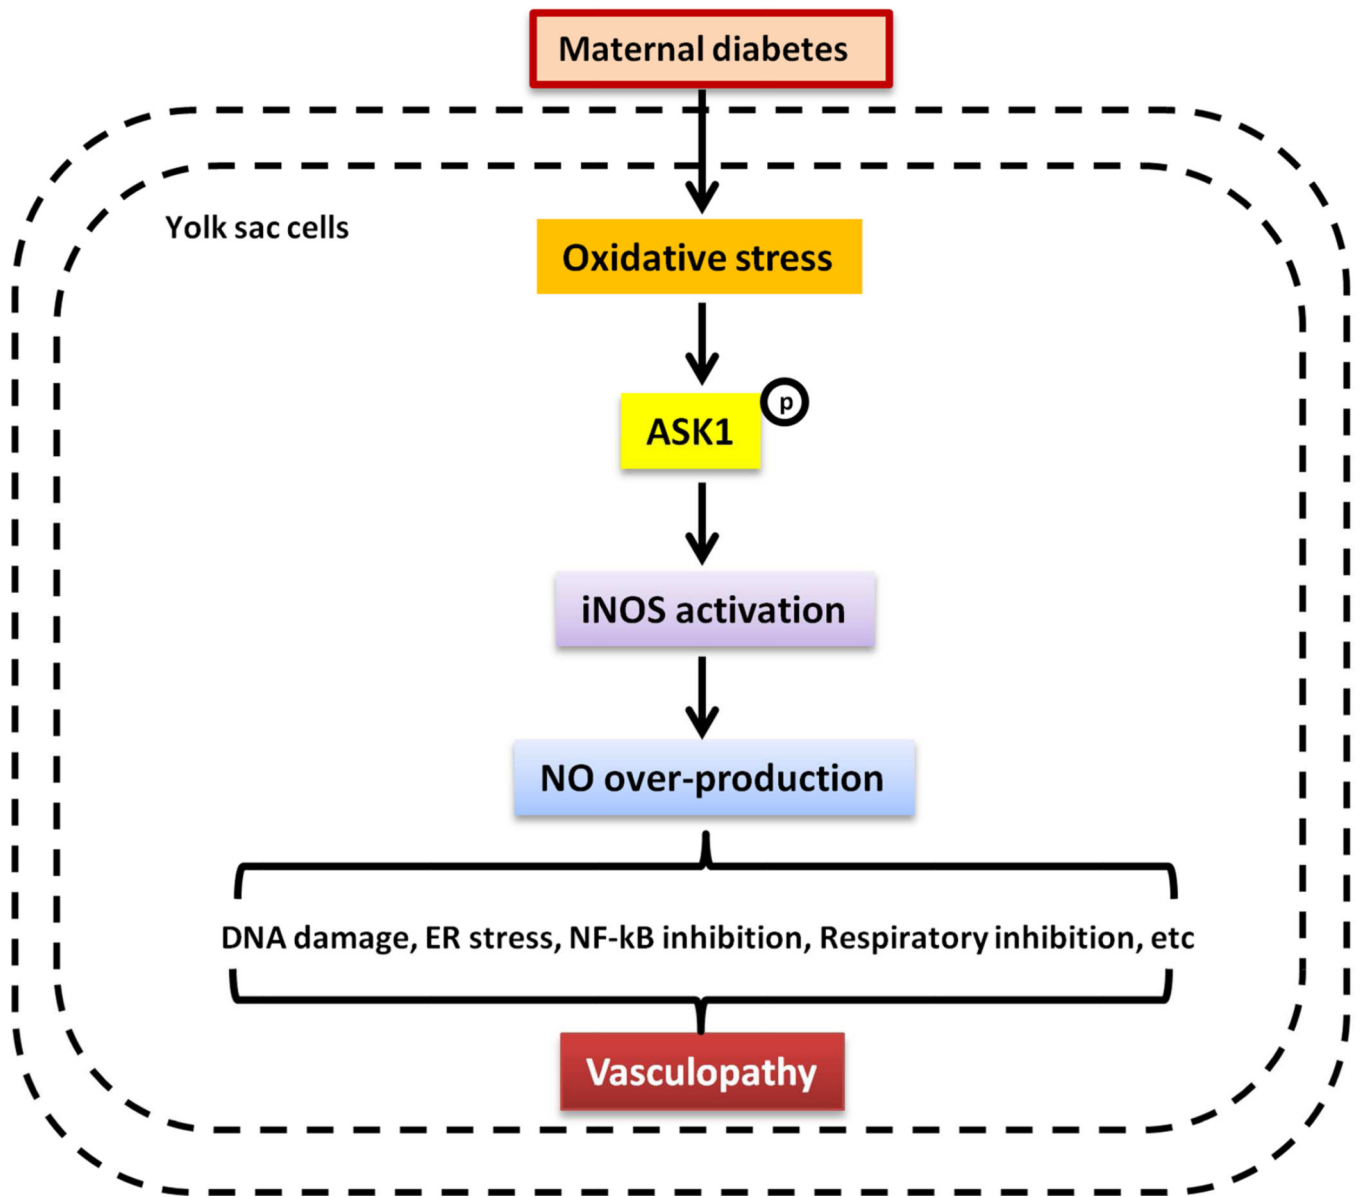 Maternal diabetes
Yolk sac cells
Oxidative stress
p
ASK1
iNOS activation
NO over-production
DNA damage, ER stress, NF-kB inhibition, Respiratory inhibition, etc
Vasculopathy